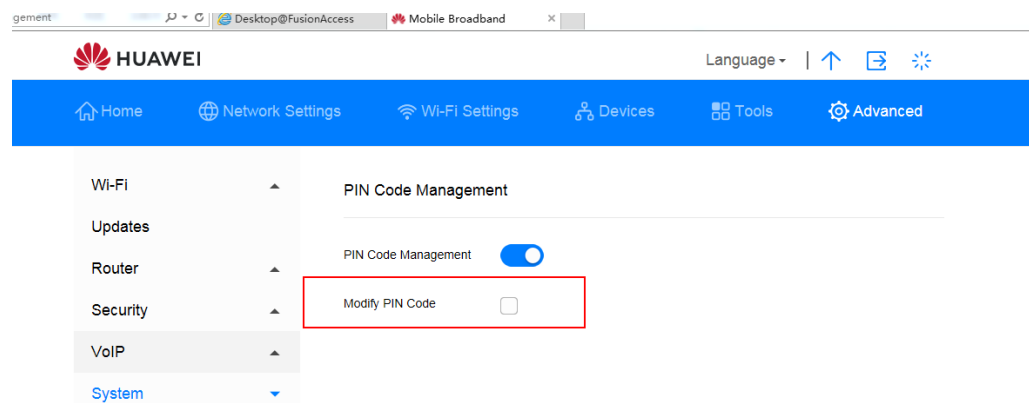 gement
Desktop@FusionAccess
Mobile Broadband
HUAWEI
Language
Home
Network Settings
Wi-Fi Settings
Devices
Tools
Advanced
Wi-Fi
PIN Code Management
Updates
PIN Code Management
Router
Modify PIN Code
Security
VoIP
System